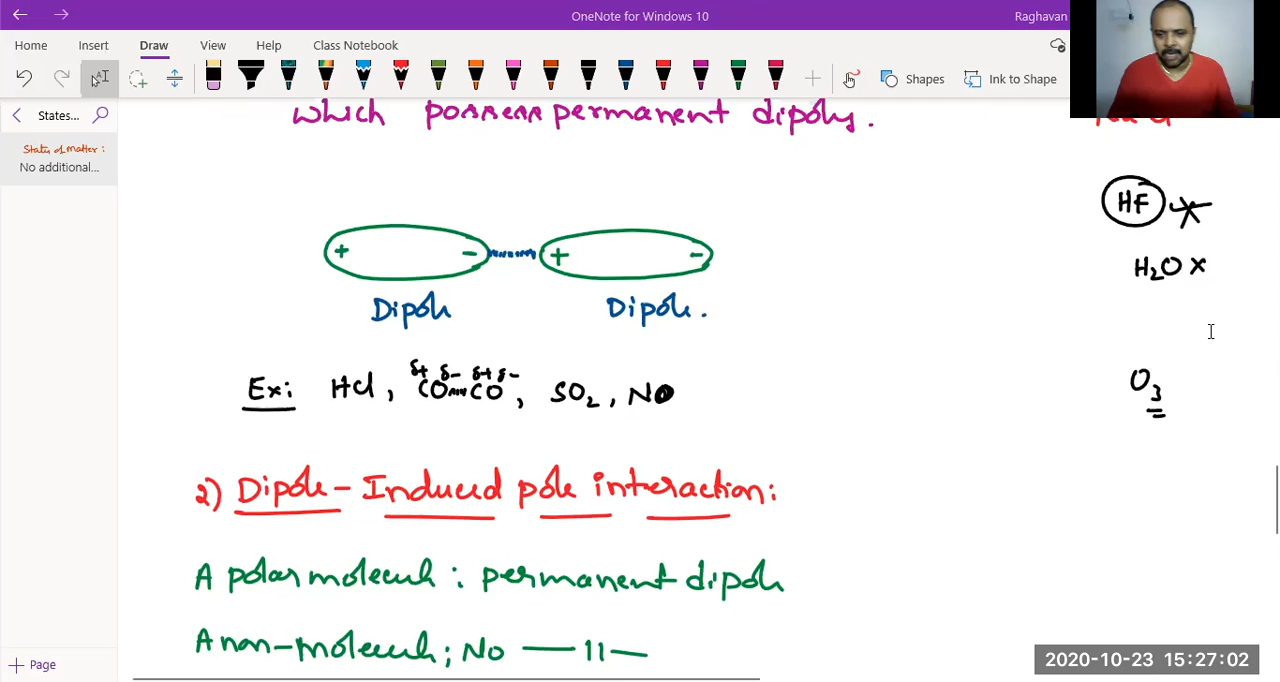 OneNote for Windows 10
Raghavan
Home Insert Draw View Help Class Notebook
Shapes Ink to Shape
States...
States of matter :
No additional...
which possess permanent dipoles.
HF
H₂O ×
+ - + -
Dipole Dipole.
δ+ δ- δ+ δ-
Ex: HCl, CO CO, SO₂, NO
O₃
2) Dipole - Induced pole interaction:
A polar molecule : permanent dipole
A non-molecule ; No — 11 —
+ Page
2020-10-23 15:27:02